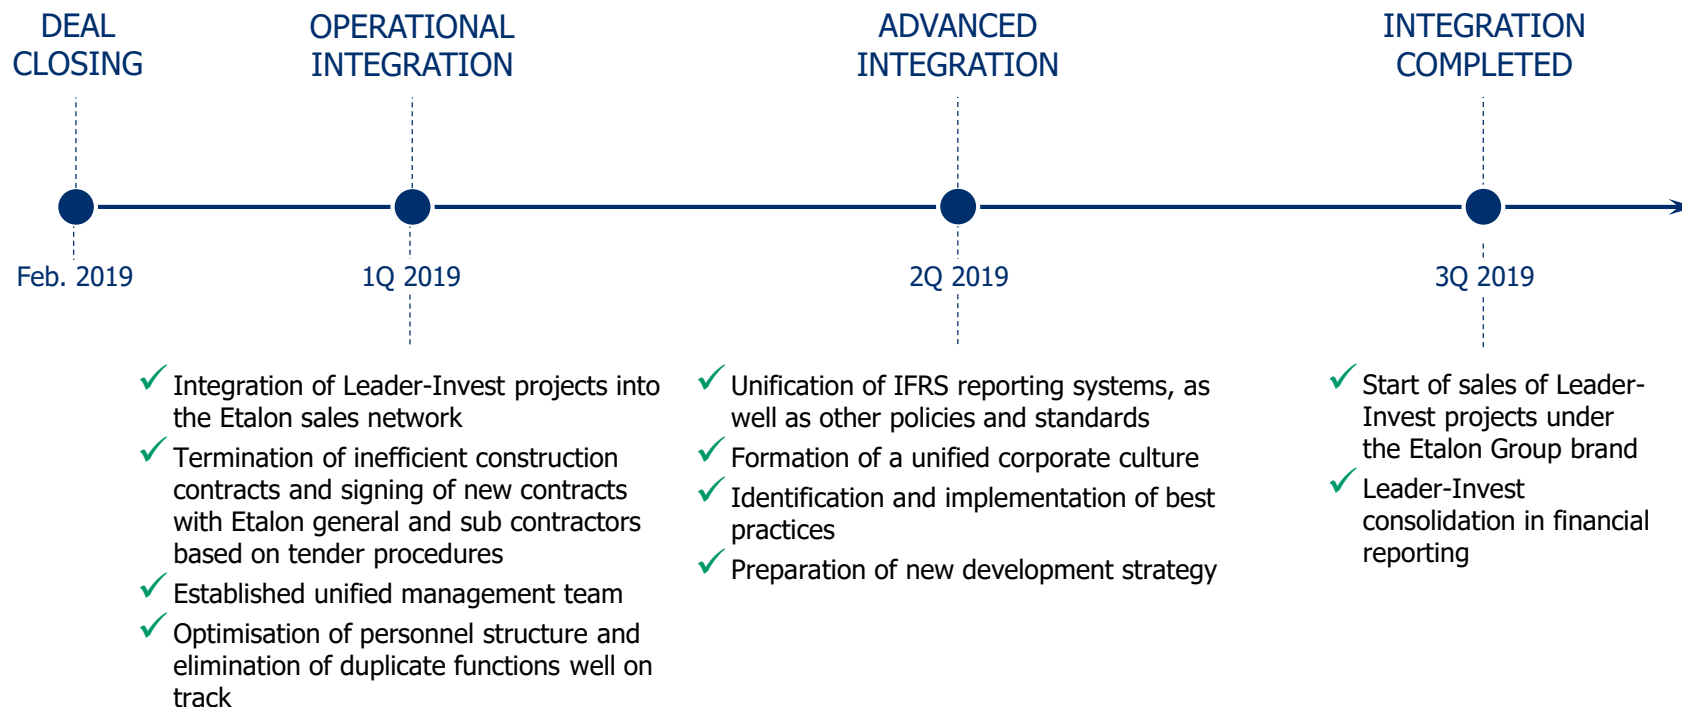 DEAL
CLOSING
OPERATIONAL
INTEGRATION
ADVANCED
INTEGRATION
INTEGRATION
COMPLETED
Feb. 2019
1Q 2019
2Q 2019
3Q 2019
Integration of Leader-Invest projects into
the Etalon sales network
Termination of inefficient construction
contracts and signing of new contracts
with Etalon general and sub contractors
based on tender procedures
Established unified management team
Optimisation of personnel structure and
elimination of duplicate functions well on
track
Unification of IFRS reporting systems, as
well as other policies and standards
Formation of a unified corporate culture
Identification and implementation of best
practices
Preparation of new development strategy
Start of sales of Leader-
Invest projects under
the Etalon Group brand
Leader-Invest
consolidation in financial
reporting